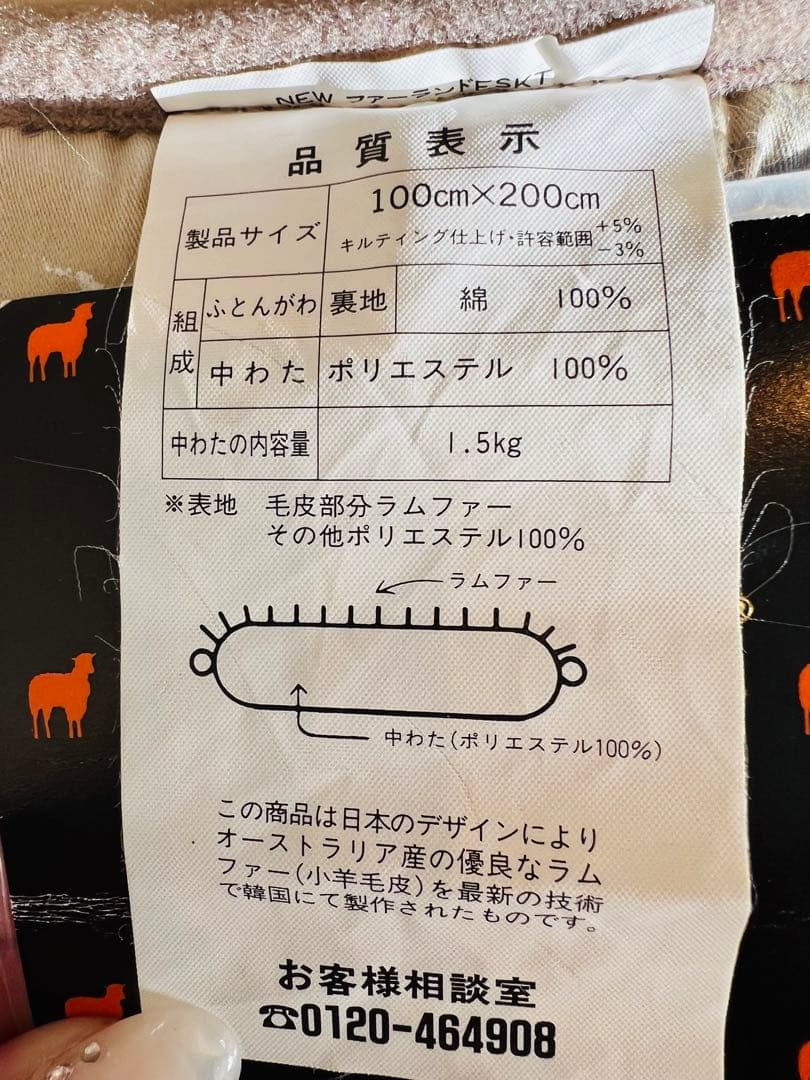 NEW ファーランドESKT
品質表示
製品サイズ 100cm×200cm
キルティング仕上げ・許容範囲 +5% −3%
組成 ふとんがわ 裏地 綿 100%
中わた ポリエステル 100%
中わたの内容量 1.5kg
※表地 毛皮部分ラムファー
その他ポリエステル100%
ラムファー
中わた(ポリエステル100%)
この商品は日本のデザインにより
オーストラリア産の優良なラム
ファー(小羊毛皮)を最新の技術
で韓国にて製作されたものです。
お客様相談室
☎0120-464908